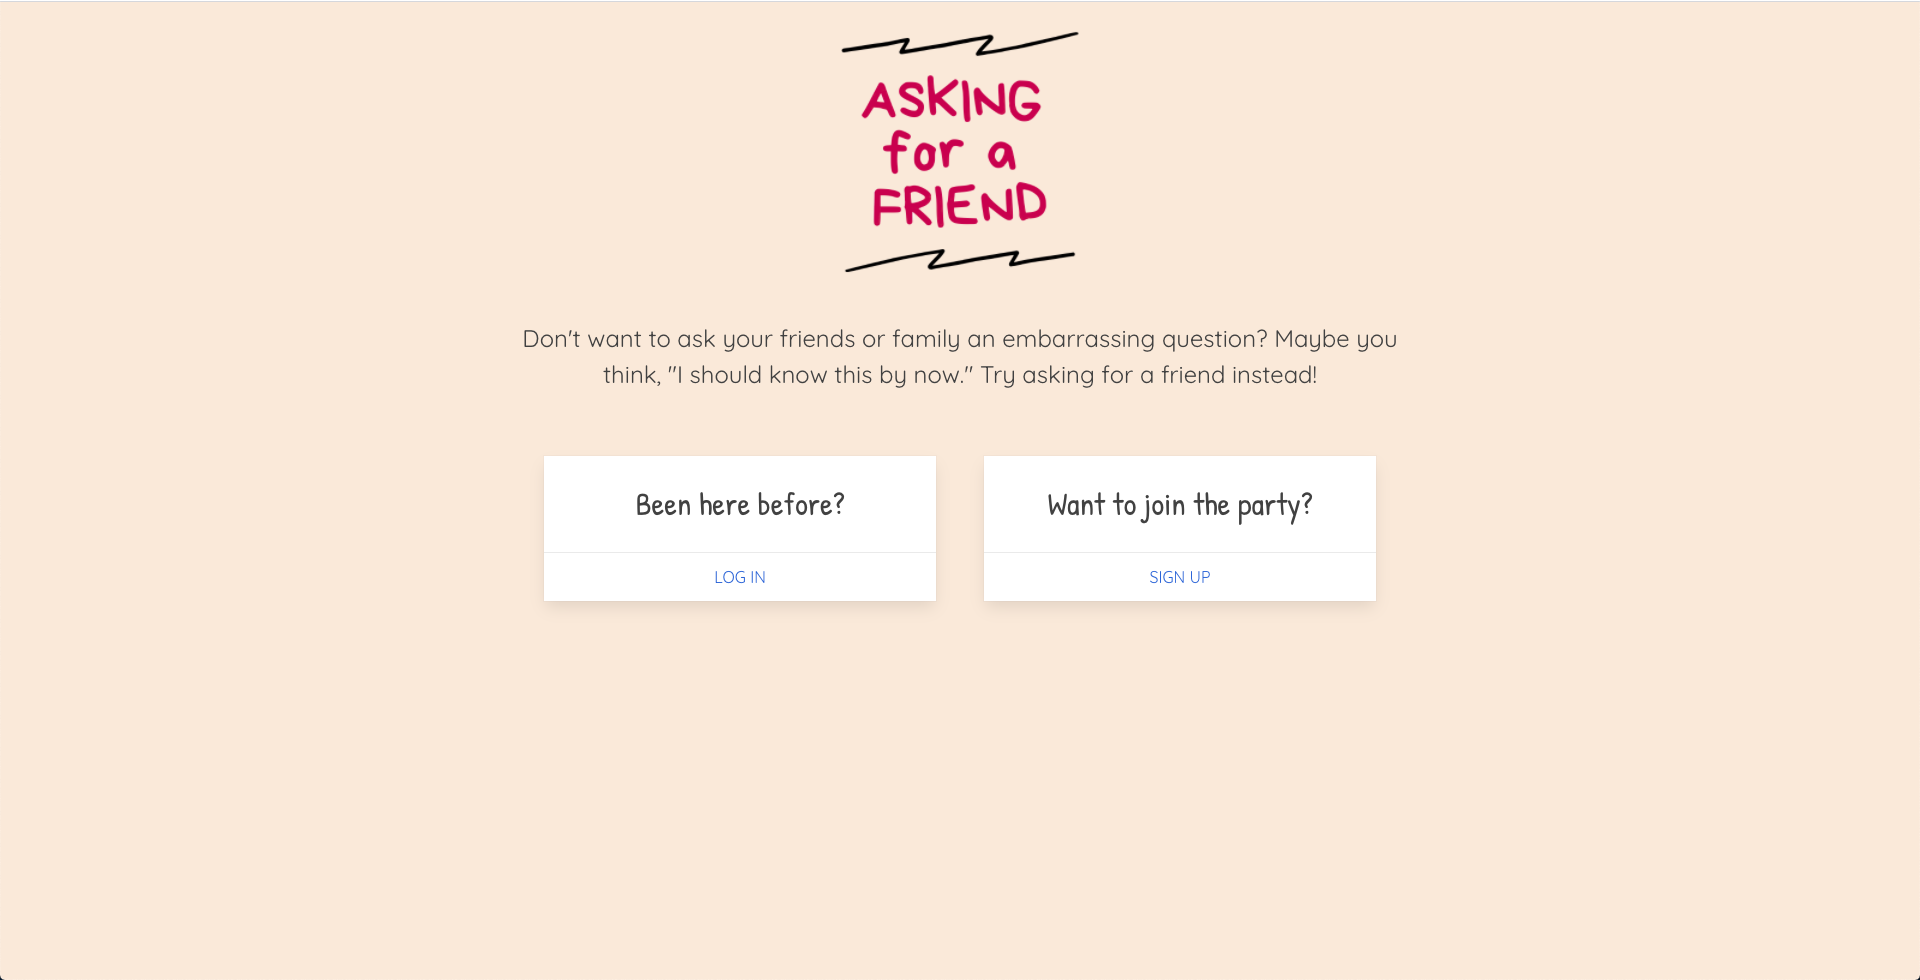 ASKING
for a
FRIEND
Don't want to ask your friends or family an embarrassing question? Maybe you
think, "I should know this by now." Try asking for a friend instead!
Been here before?
LOG IN
Want to join the party?
SIGN UP